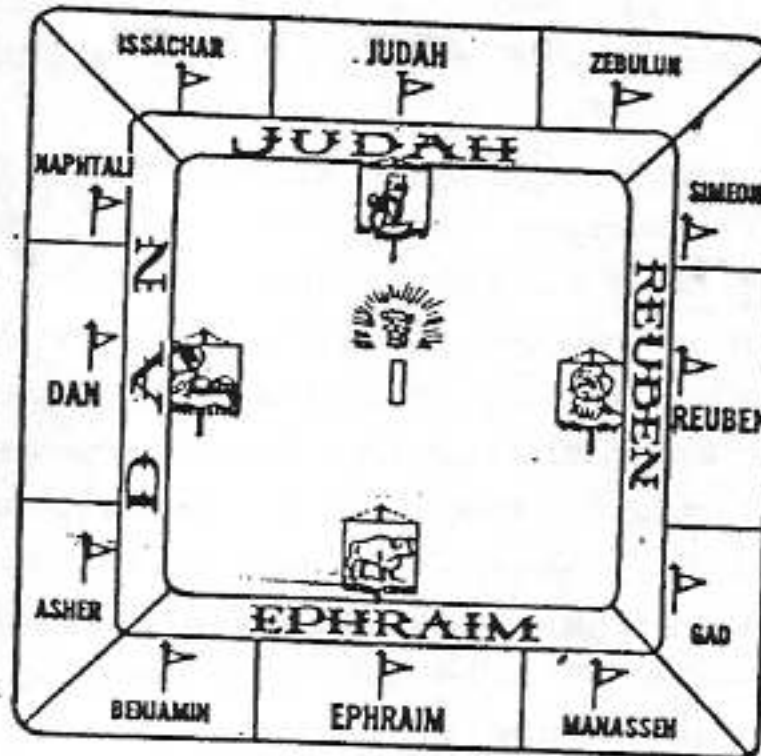 ISSACHAR JUDAH ZEBULUN
JUDAH
NAPHTALI SIMEON
DAN
REUBEN
DAN REUBEN
ASHER GAD
EPHRAIM
BENJAMIN EPHRAIM MANASSEH